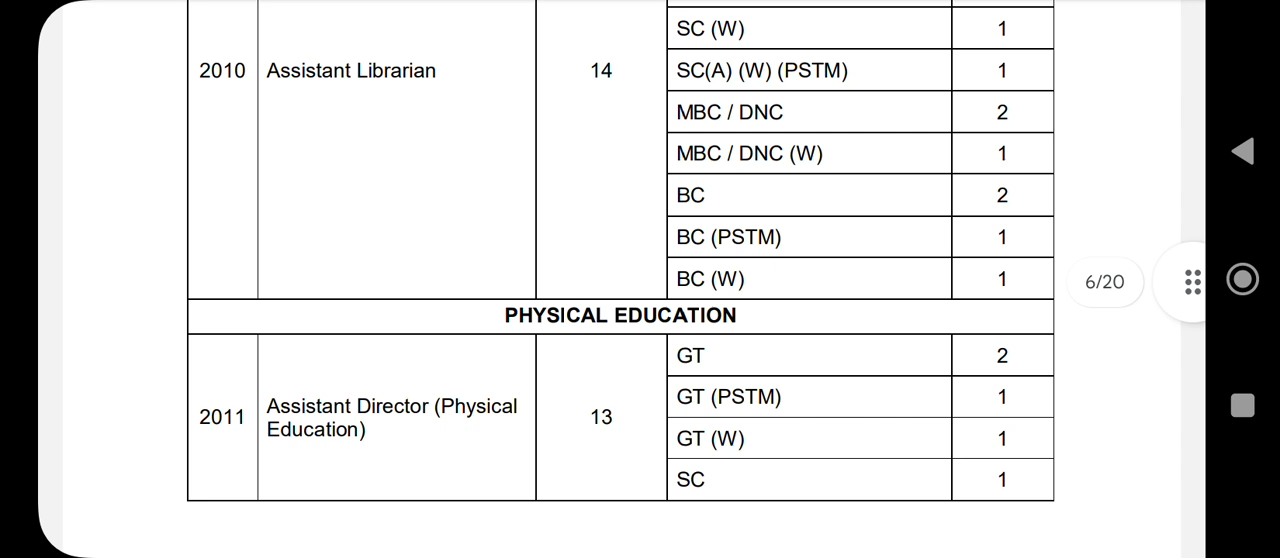 SC (W) 1
2010 Assistant Librarian 14 SC(A) (W) (PSTM) 1
MBC / DNC 2
MBC / DNC (W) 1
BC 2
BC (PSTM) 1
BC (W) 1
6/20
PHYSICAL EDUCATION
GT 2
GT (PSTM) 1
2011 Assistant Director (Physical
Education) 13
GT (W) 1
SC 1